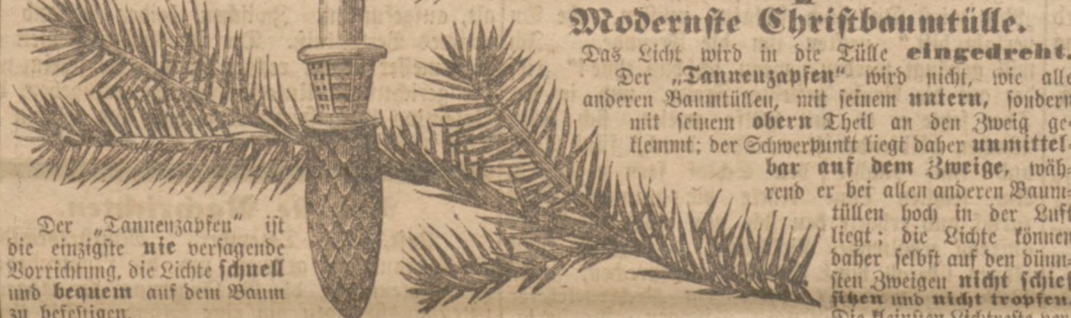 Modernste Christbaumtülle.
Das Licht wird in die Tülle eingedreht.
Der „Tannenzapfen“ wird nicht, wie alle
anderen Baumtüllen, mit seinem untern, sondern
mit seinem obern Theil an den Zweig ge-
klemmt; der Schwerpunkt liegt daher unmittel-
bar auf dem Zweige, wäh-
rend er bei allen anderen Baum-
tüllen hoch in der Luft
liegt; die Lichte können
daher selbst auf den dünn-
sten Zweigen nicht schief
sitzen und nicht tropfen.
Die kleinsten Lichtreste
Der „Tannenzapfen“ ist
die einzigste nie versagende
Vorrichtung, die Lichte schnell
und bequem auf dem Baum
zu befestigen.